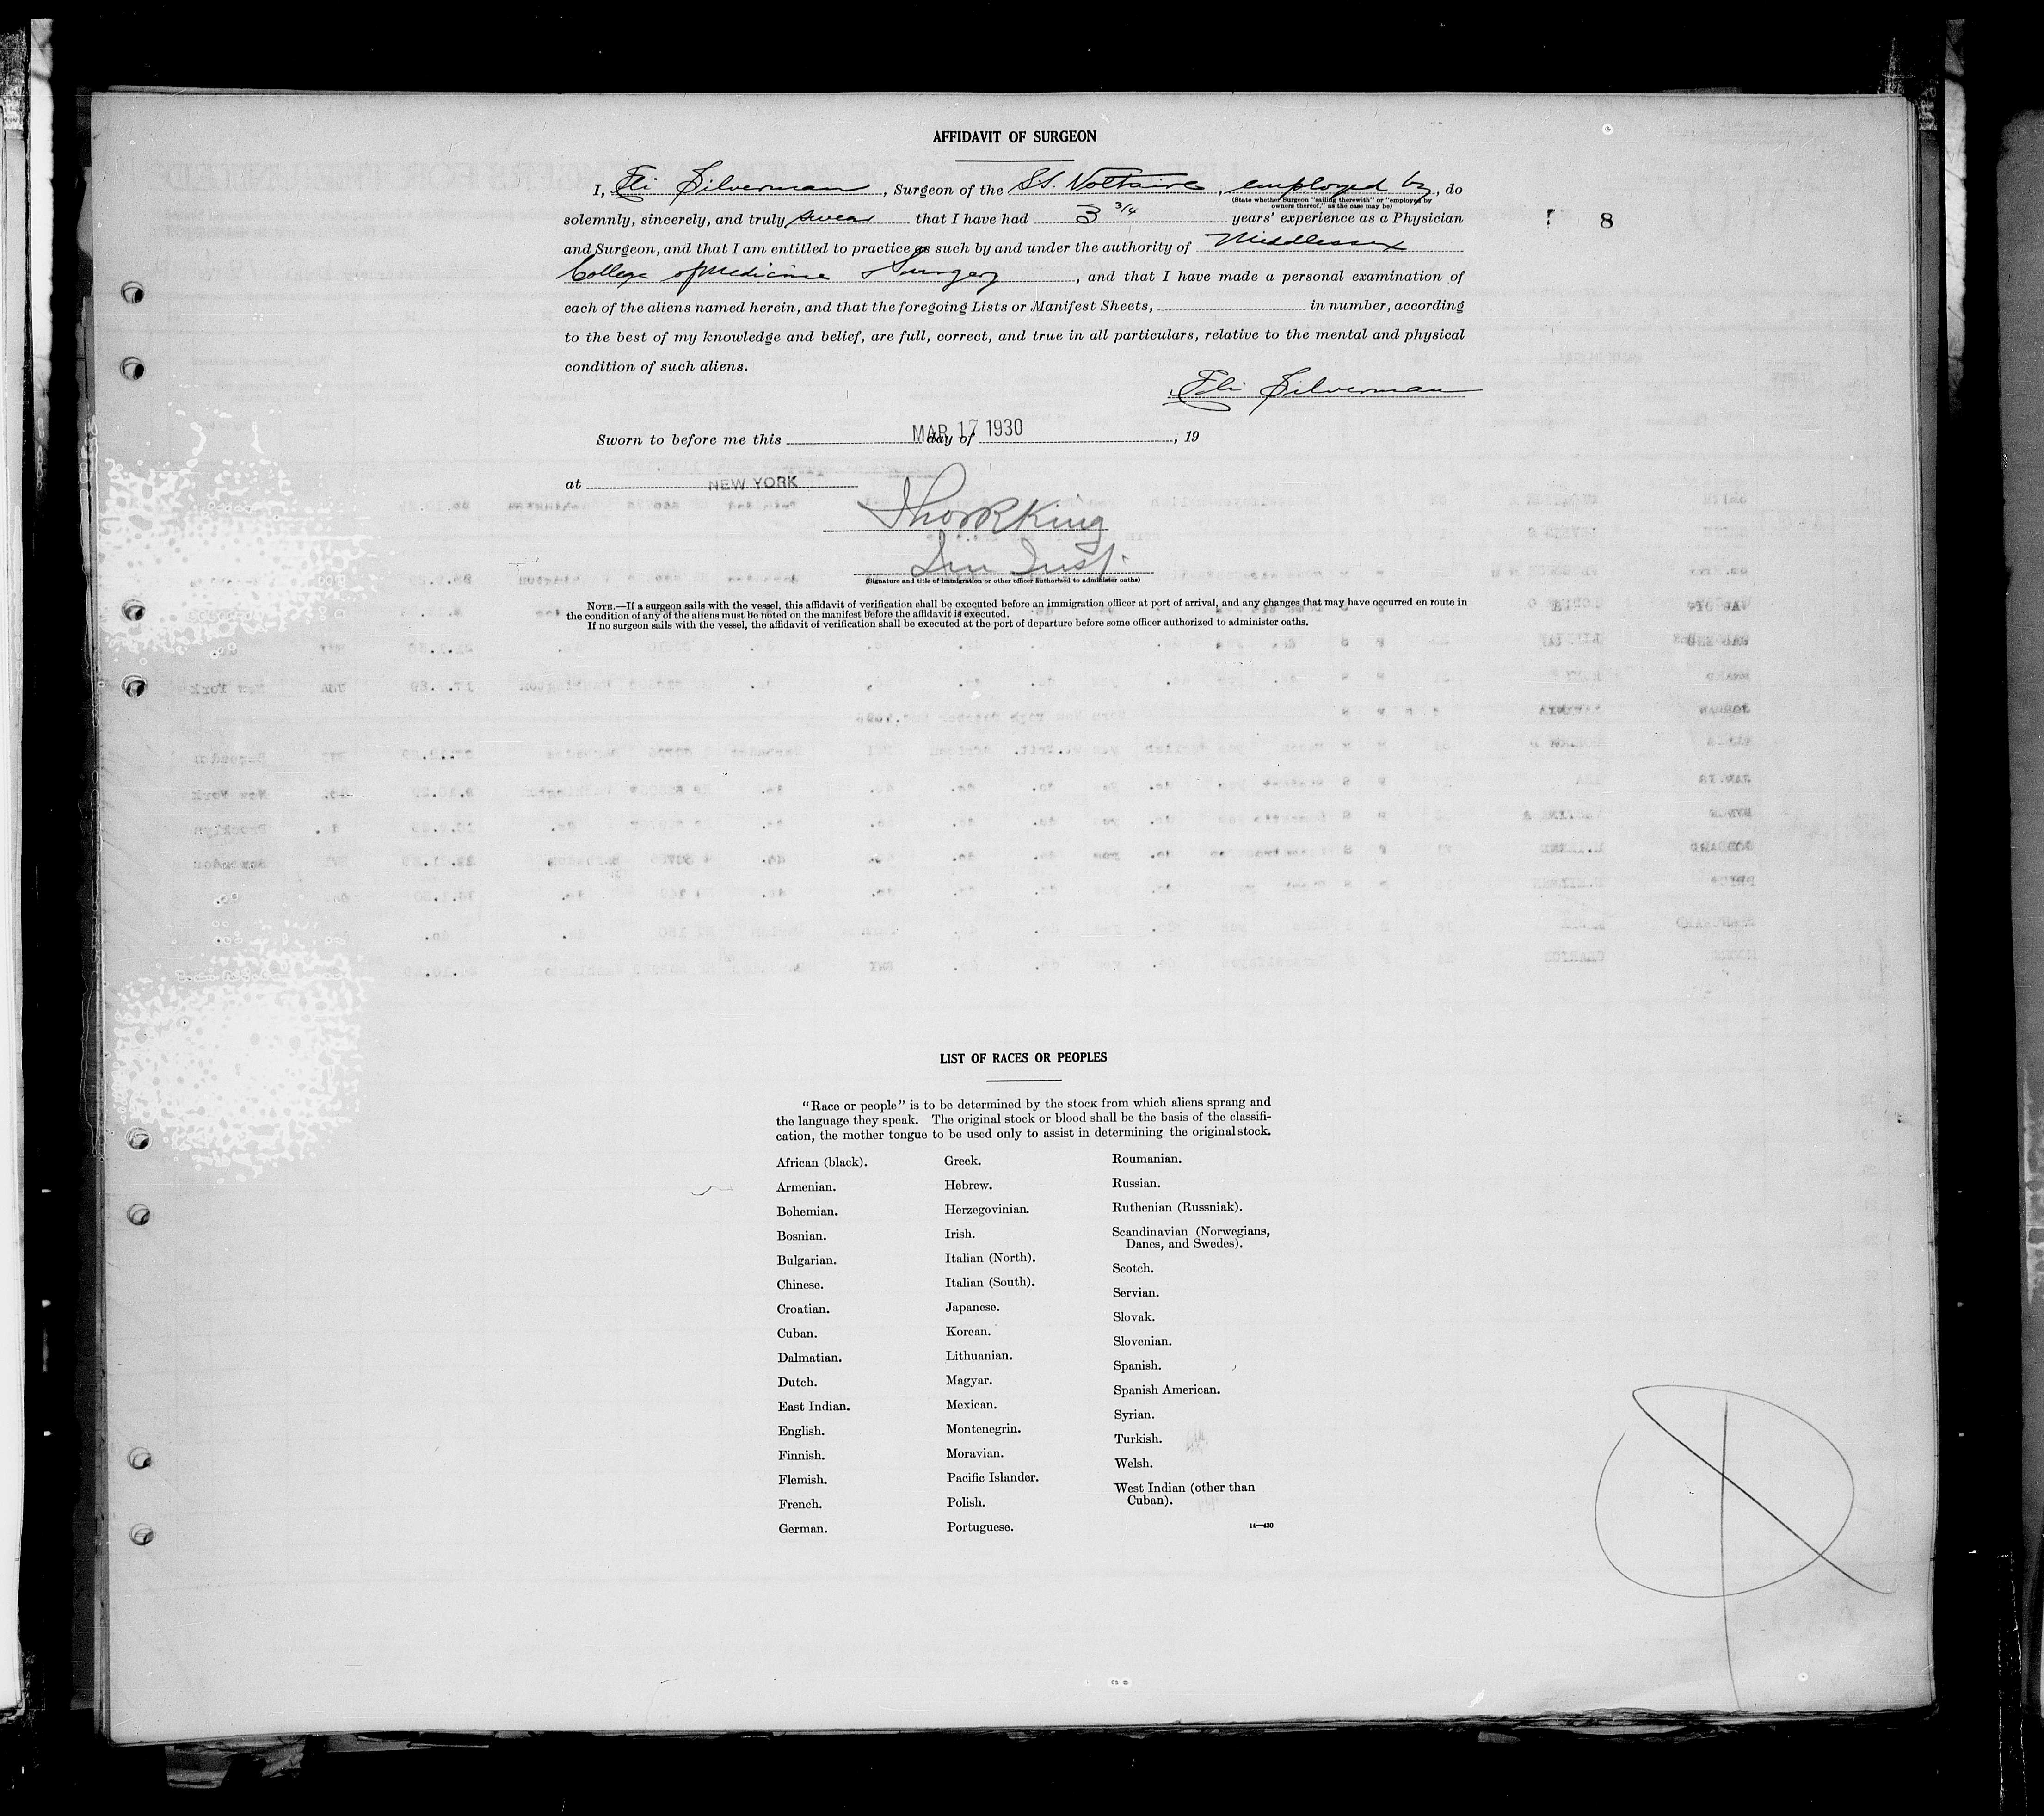 AFFIDAVIT OF SURGEON
I, Eli Silverman, Surgeon of the S.S. Voltaire, employed by, do
(State whether Surgeon "sailing therewith" or "employed by
owners thereof," as the case may be)
solemnly, sincerely, and truly swear that I have had 3 3/4 years' experience as a Physician
and Surgeon, and that I am entitled to practice as such by and under the authority of Middlessex
College of Medicine & Surgery, and that I have made a personal examination of
each of the aliens named herein, and that the foregoing Lists or Manifest Sheets, in number, according
to the best of my knowledge and belief, are full, correct, and true in all particulars, relative to the mental and physical
condition of such aliens.
8
Eli Silverman
Sworn to before me this day of , 19
MAR 17 1930
at NEW YORK
King
Imm Insp.
(Signature and title of immigration or other officer authorized to administer oaths)
NOTE.—If a surgeon sails with the vessel, this affidavit of verification shall be executed before an immigration officer at port of arrival, and any changes that may have occurred en route in
the condition of any of the aliens must be noted on the manifest before the affidavit is executed.
If no surgeon sails with the vessel, the affidavit of verification shall be executed at the port of departure before some officer authorized to administer oaths.
LIST OF RACES OR PEOPLES
"Race or people" is to be determined by the stock from which aliens sprang and
the language they speak. The original stock or blood shall be the basis of the classifi-
cation, the mother tongue to be used only to assist in determining the original stock.
African (black).
Armenian.
Bohemian.
Bosnian.
Bulgarian.
Chinese.
Croatian.
Cuban.
Dalmatian.
Dutch.
East Indian.
English.
Finnish.
Flemish.
French.
German.
Greek.
Hebrew.
Herzegovinian.
Irish.
Italian (North).
Italian (South).
Japanese.
Korean.
Lithuanian.
Magyar.
Mexican.
Montenegrin.
Moravian.
Pacific Islander.
Polish.
Portuguese.
Roumanian.
Russian.
Ruthenian (Russniak).
Scandinavian (Norwegians,
Danes, and Swedes).
Scotch.
Servian.
Slovak.
Slovenian.
Spanish.
Spanish American.
Syrian.
Turkish.
Welsh.
West Indian (other than
Cuban).
14—430